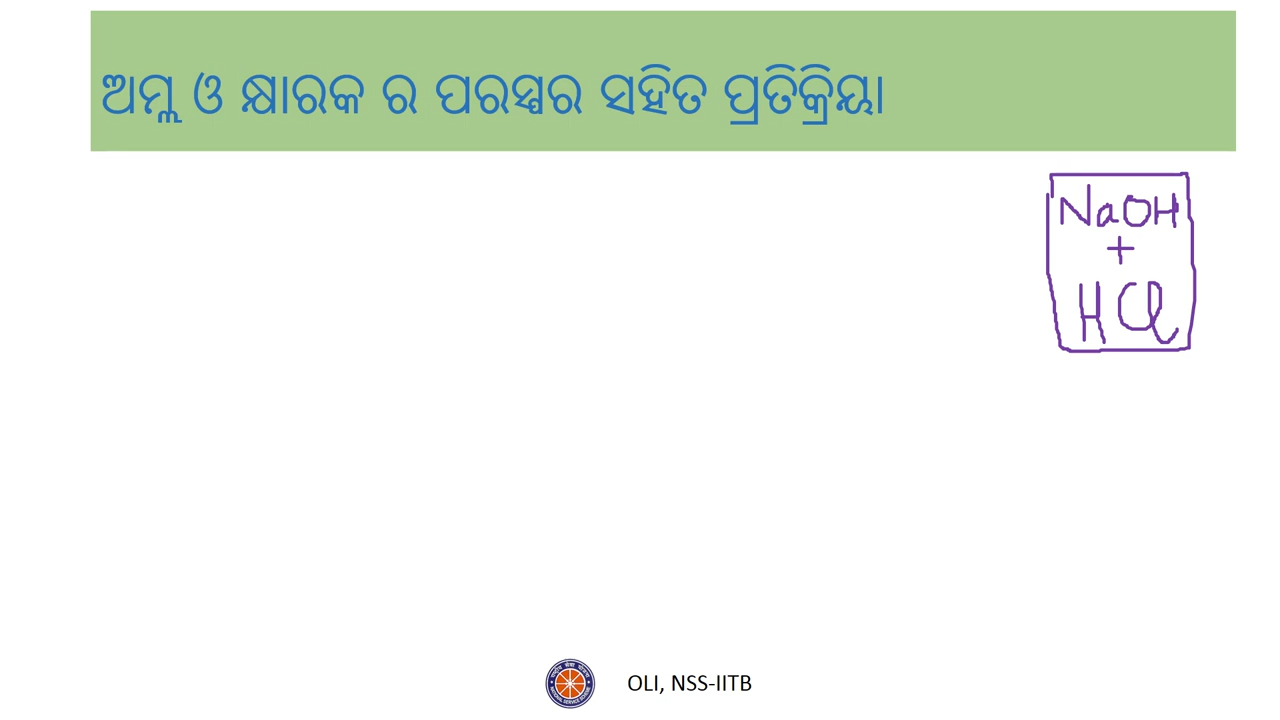 ଅମ୍ଳ ଓ କ୍ଷାରକ ର ପରସ୍ପର ସହିତ ପ୍ରତିକ୍ରିୟା
NaOH
+
HCl
OLI, NSS-IITB